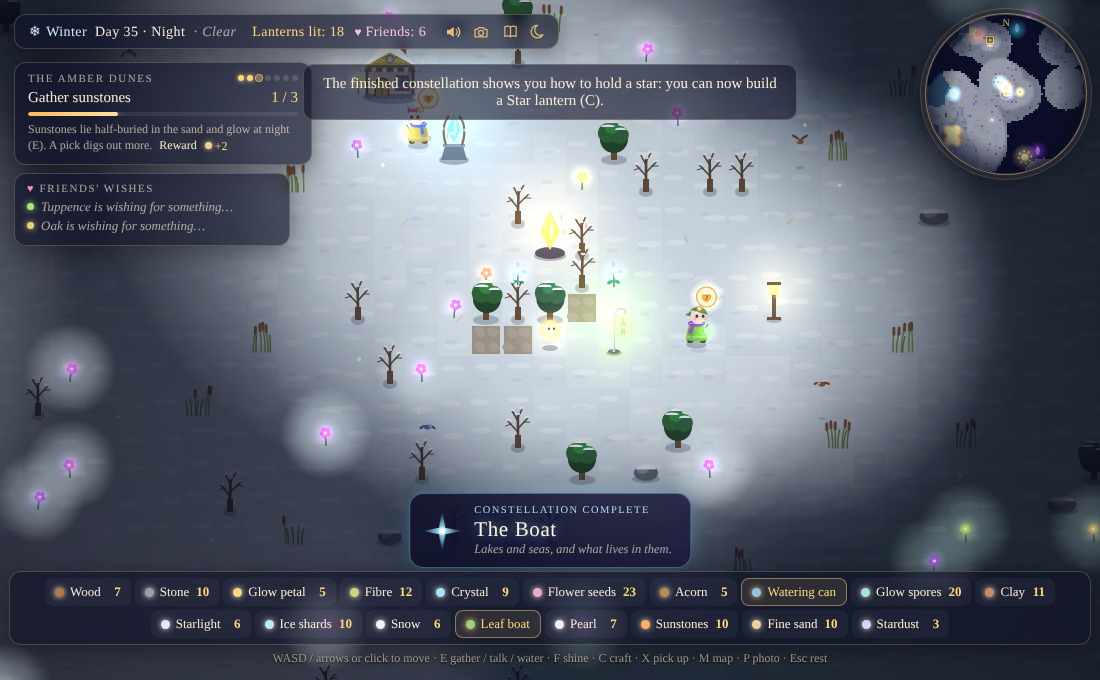 Winter Day 35 · Night · Clear Lanterns lit: 18 ♥ Friends: 6
N
THE AMBER DUNES
Gather sunstones 1 / 3
Sunstones lie half-buried in the sand and glow at night
(E). A pick digs out more. Reward +2
The finished constellation shows you how to hold a star: you can now build
a Star lantern (C).
♥ FRIENDS' WISHES
Tuppence is wishing for something…
Oak is wishing for something…
CONSTELLATION COMPLETE
The Boat
Lakes and seas, and what lives in them.
Wood 7 Stone 10 Glow petal 5 Fibre 12 Crystal 9 Flower seeds 23 Acorn 5 Watering can Glow spores 20 Clay 11
Starlight 6 Ice shards 10 Snow 6 Leaf boat Pearl 7 Sunstones 10 Fine sand 10 Stardust 3
WASD / arrows or click to move · E gather / talk / water · F shine · C craft · X pick up · M map · P photo · Esc rest